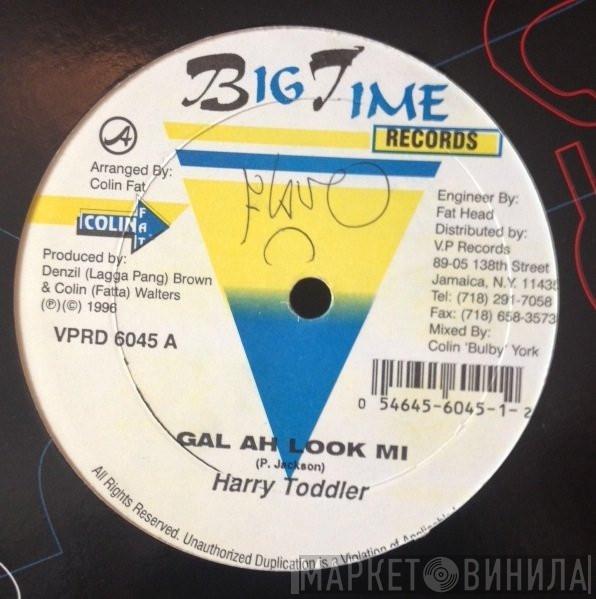 BIG TIME
RECORDS
A
Arranged By:
Colin Fat
COLIN
FAT
Produced by:
Denzil (Lagga Pang) Brown
& Colin (Fatta) Walters
(P)(©) 1996
VPRD 6045 A
Engineer By:
Fat Head
Distributed by:
V.P Records
89-05 138th Street
Jamaica, N.Y. 11435
Tel: (718) 291-7058
Fax: (718) 658-3573
Mixed By:
Colin 'Bulby' York
0 54645-6045-1-2
GAL AH LOOK MI
(P. Jackson)
Harry Toddler
All Rights Reserved. Unauthorized Duplication is a Violation of
МАРКЕТ ВИНИЛА